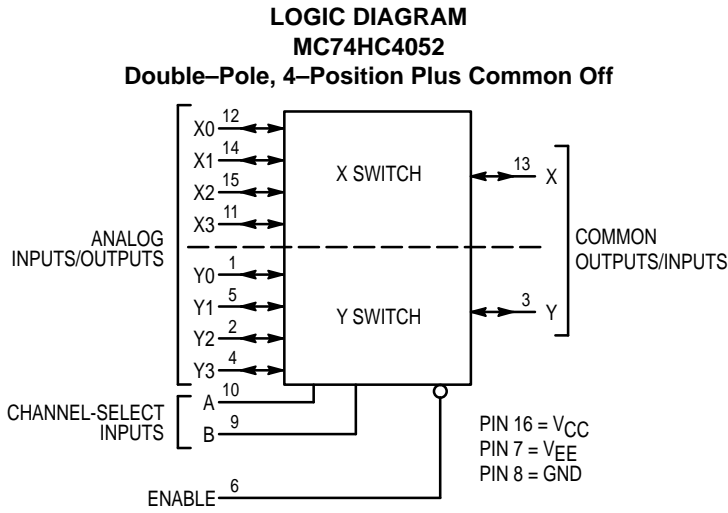 LOGIC DIAGRAM
MC74HC4052
Double–Pole, 4–Position Plus Common Off
X0 12
X1 14
X2 15
X3 11
X SWITCH
13 X
ANALOG
INPUTS/OUTPUTS
COMMON
OUTPUTS/INPUTS
Y0 1
Y1 5
Y2 2
Y3 4
Y SWITCH
3 Y
CHANNEL-SELECT
INPUTS
A 10
B 9
ENABLE 6
PIN 16 = VCC
PIN 7 = VEE
PIN 8 = GND